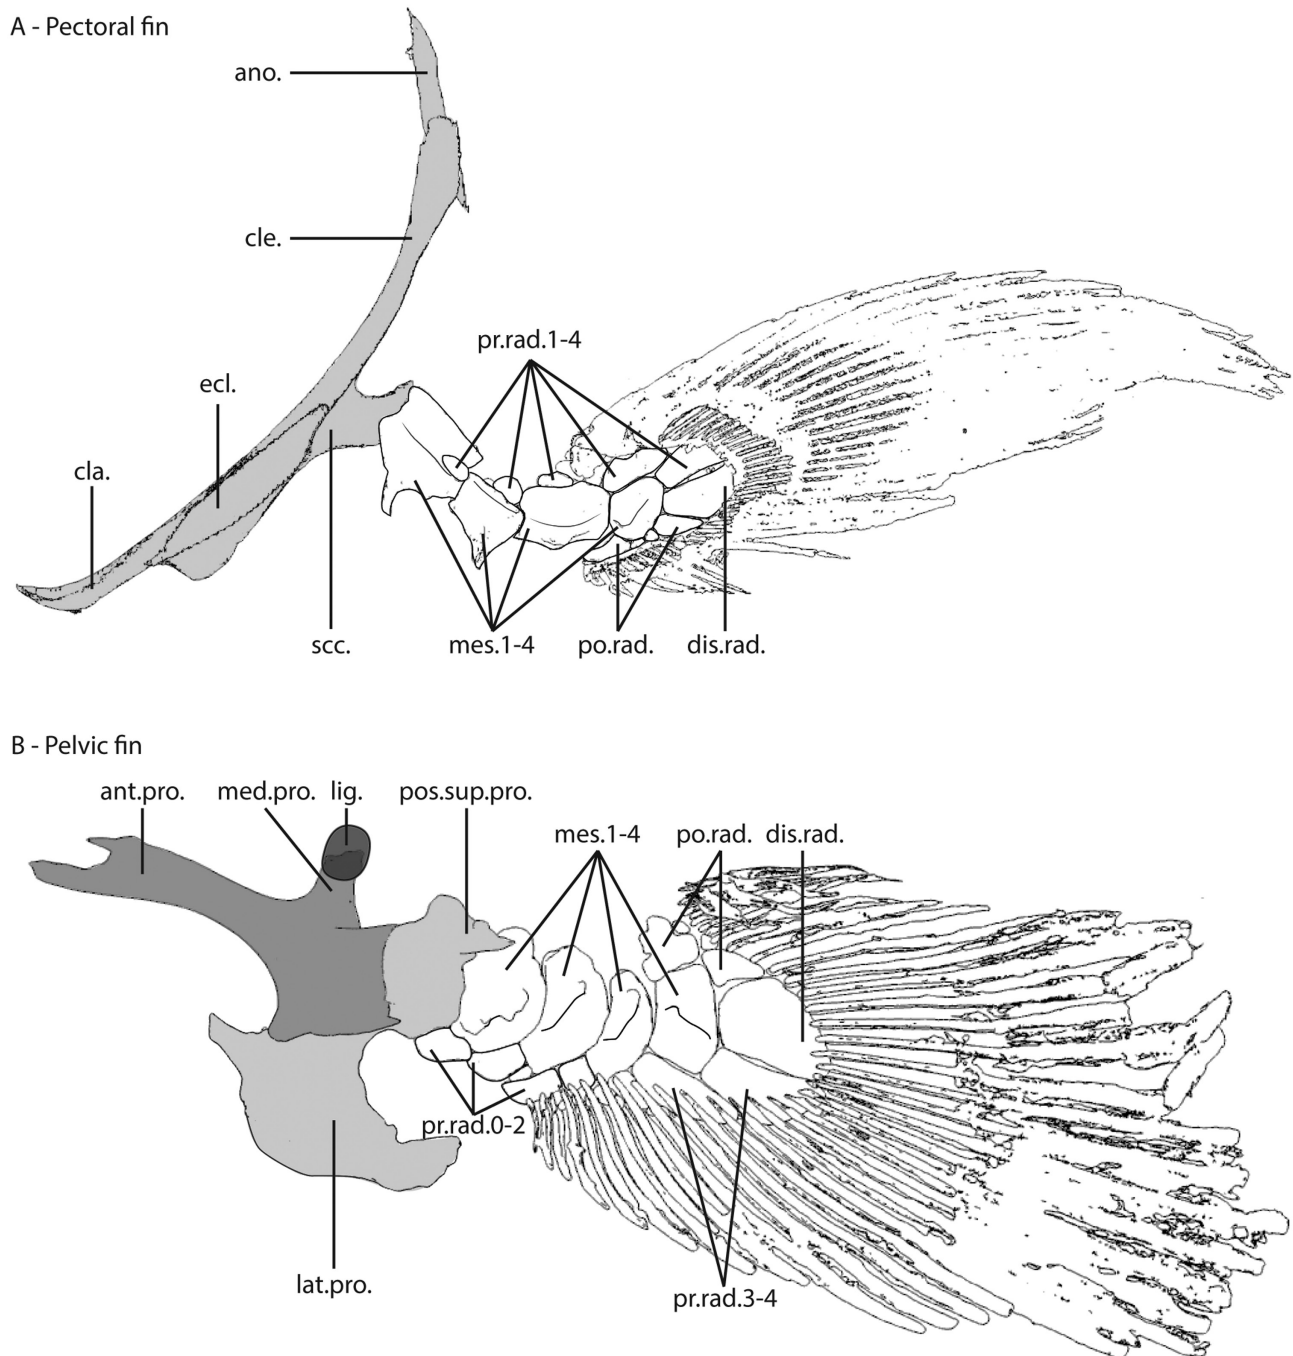 A - Pectoral fin
ano.
cle.
pr.rad.1-4
ecl.
cla.
scc.
mes.1-4
po.rad.
dis.rad.
B - Pelvic fin
ant.pro.
med.pro.
lig.
pos.sup.pro.
mes.1-4
po.rad.
dis.rad.
pr.rad.0-2
lat.pro.
pr.rad.3-4